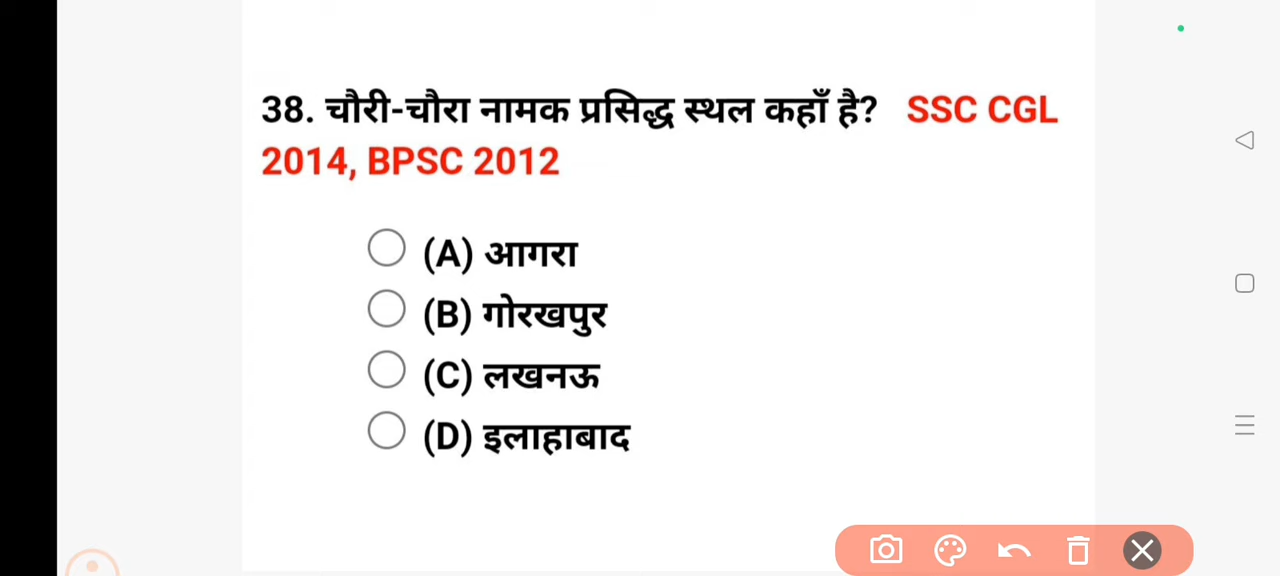 38. चौरी-चौरा नामक प्रसिद्ध स्थल कहाँ है? SSC CGL
2014, BPSC 2012
(A) आगरा
(B) गोरखपुर
(C) लखनऊ
(D) इलाहाबाद